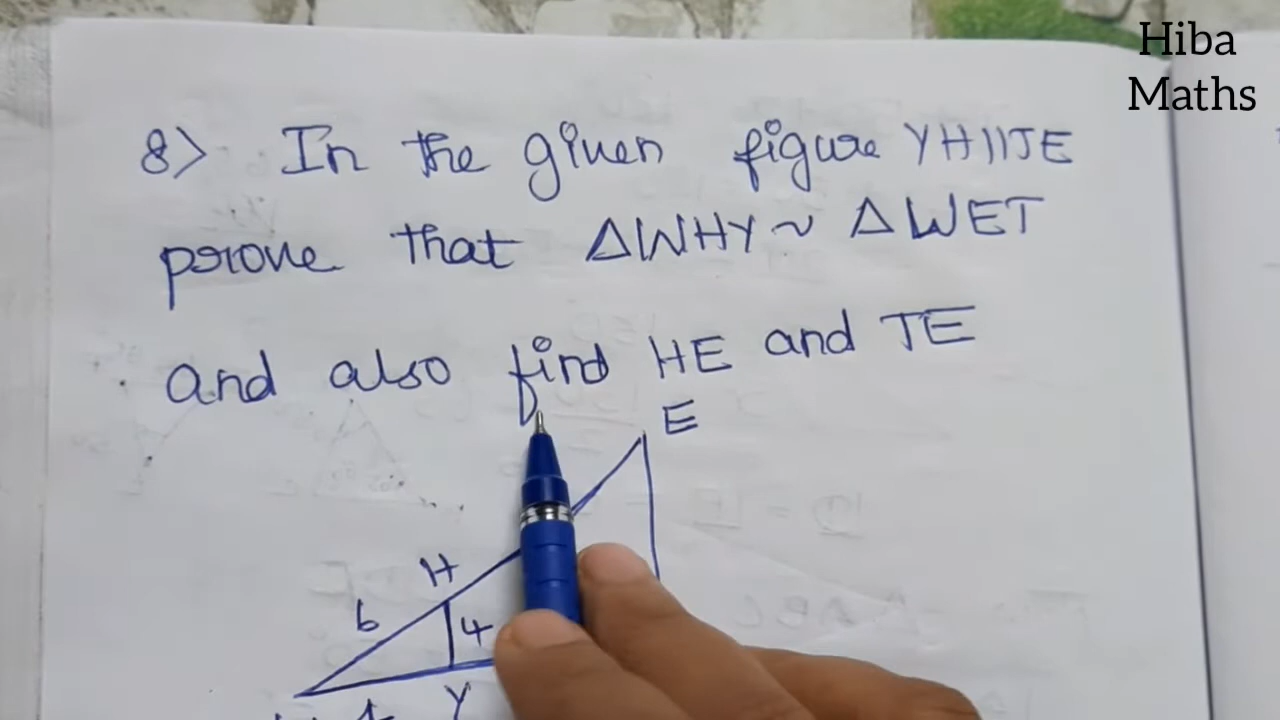 Hiba
Maths
8) In the given figure YH||TE
prove that ΔWHY ~ ΔWET
and also find HE and TE
E
H
6
4
Y